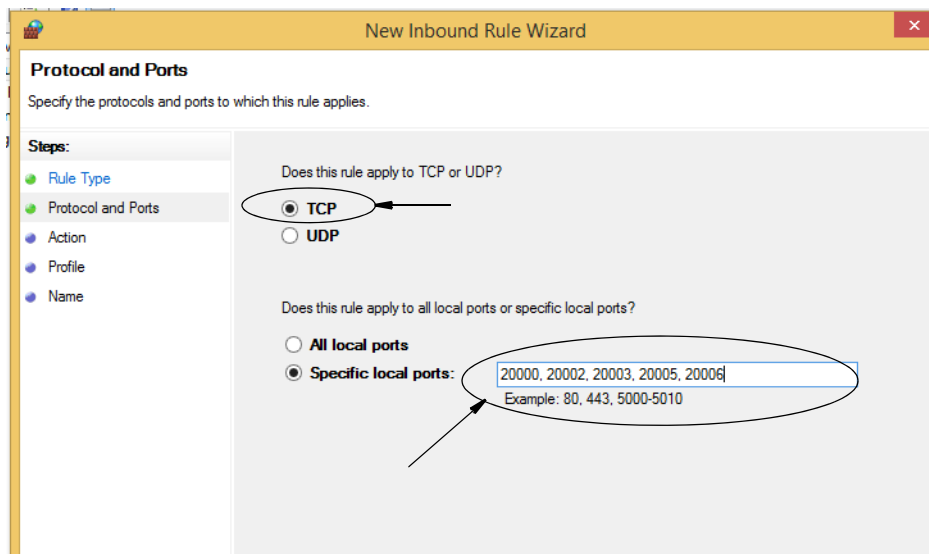 New Inbound Rule Wizard
Protocol and Ports
Specify the protocols and ports to which this rule applies.
Steps:
Rule Type
Protocol and Ports
Action
Profile
Name
Does this rule apply to TCP or UDP?
TCP
UDP
Does this rule apply to all local ports or specific local ports?
All local ports
Specific local ports: 20000, 20002, 20003, 20005, 20006
Example: 80, 443, 5000-5010